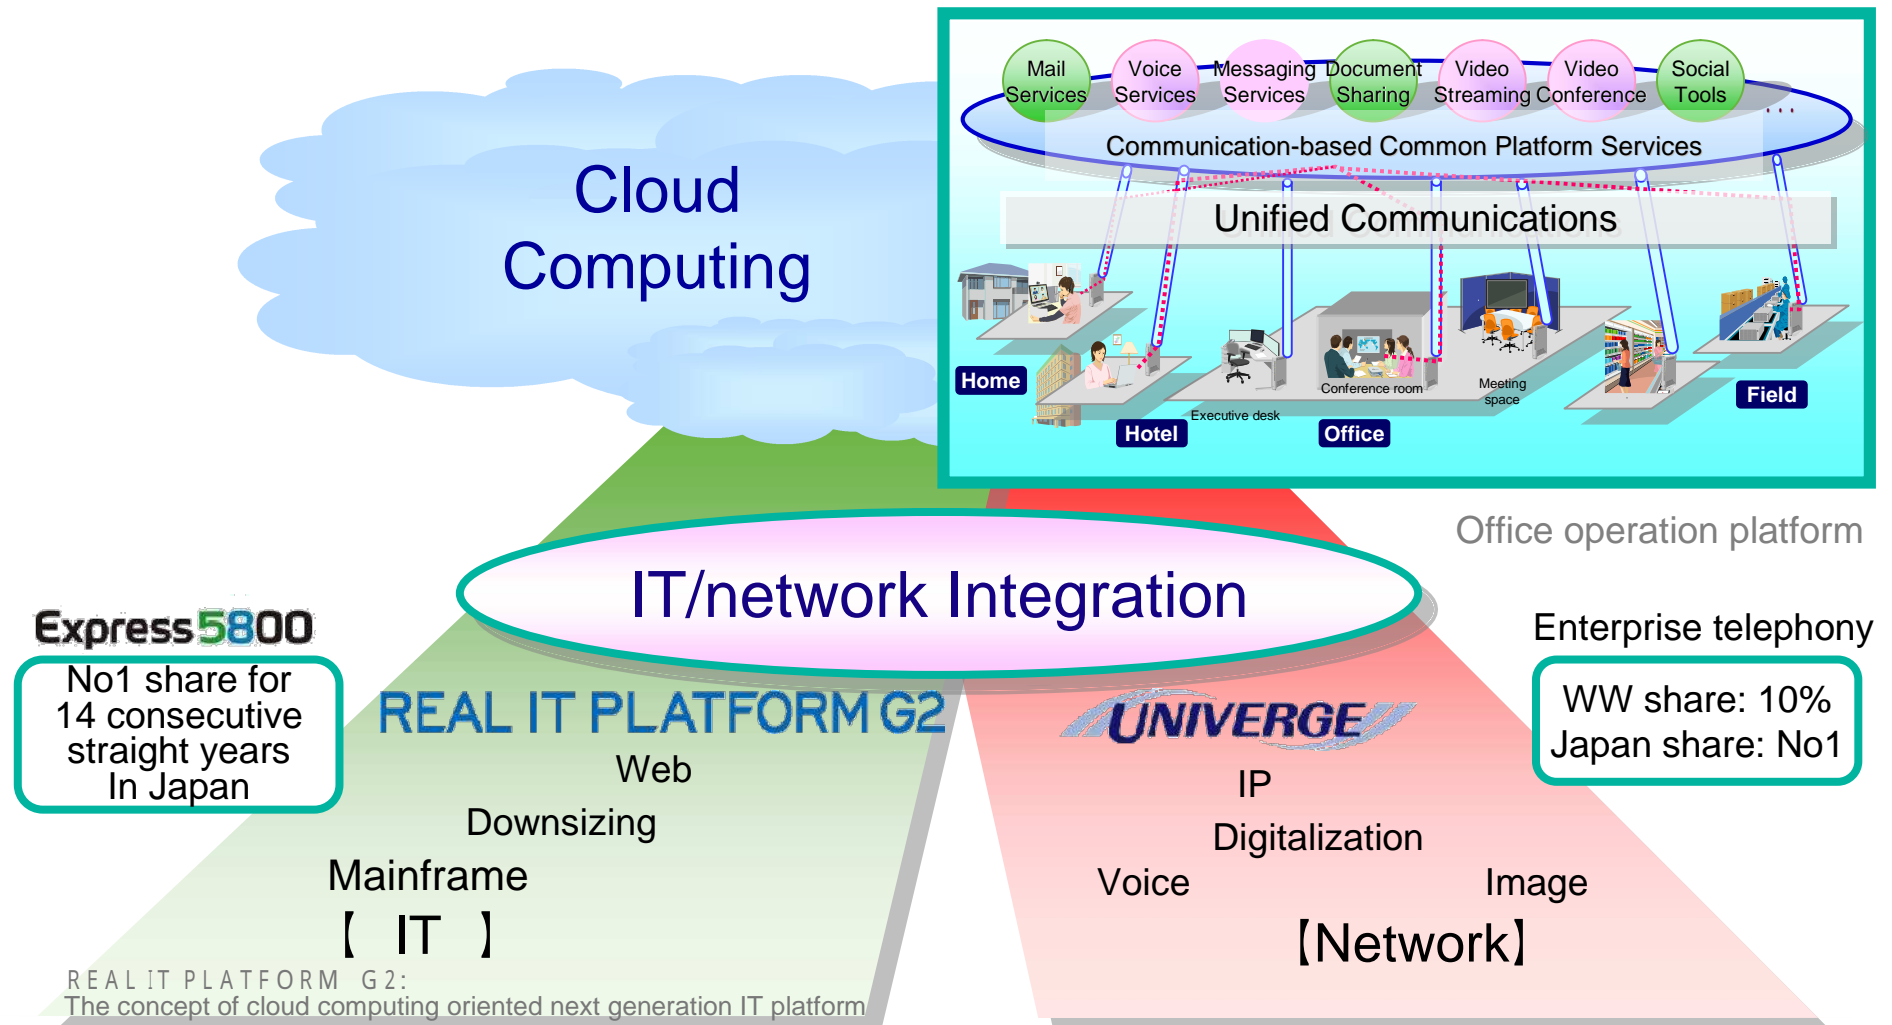 Mail
Services
Voice
Services
Messaging
Services
Document
Sharing
Video
Streaming
Video
Conference
Social
Tools
...
Communication-based Common Platform Services
Unified Communications
Cloud
Computing
Home
Hotel
Executive desk
Conference room
Office
Meeting
space
Field
Office operation platform
IT/network Integration
Express5800
No1 share for
14 consecutive
straight years
In Japan
Enterprise telephony
WW share: 10%
Japan share: No1
REAL IT PLATFORM G2
Web
Downsizing
Mainframe
【 IT 】
UNIVERGE
IP
Digitalization
Voice
Image
【Network】
REAL IT PLATFORM G2:
The concept of cloud computing oriented next generation IT platform